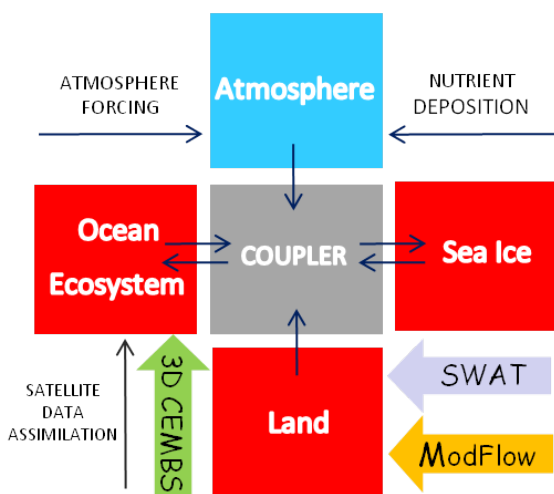 Atmosphere
ATMOSPHERE
FORCING
NUTRIENT
DEPOSITION
Ocean
Ecosystem
COUPLER
Sea Ice
SATELLITE
DATA
ASSIMILATION
3D CEMBS
Land
SWAT
ModFlow